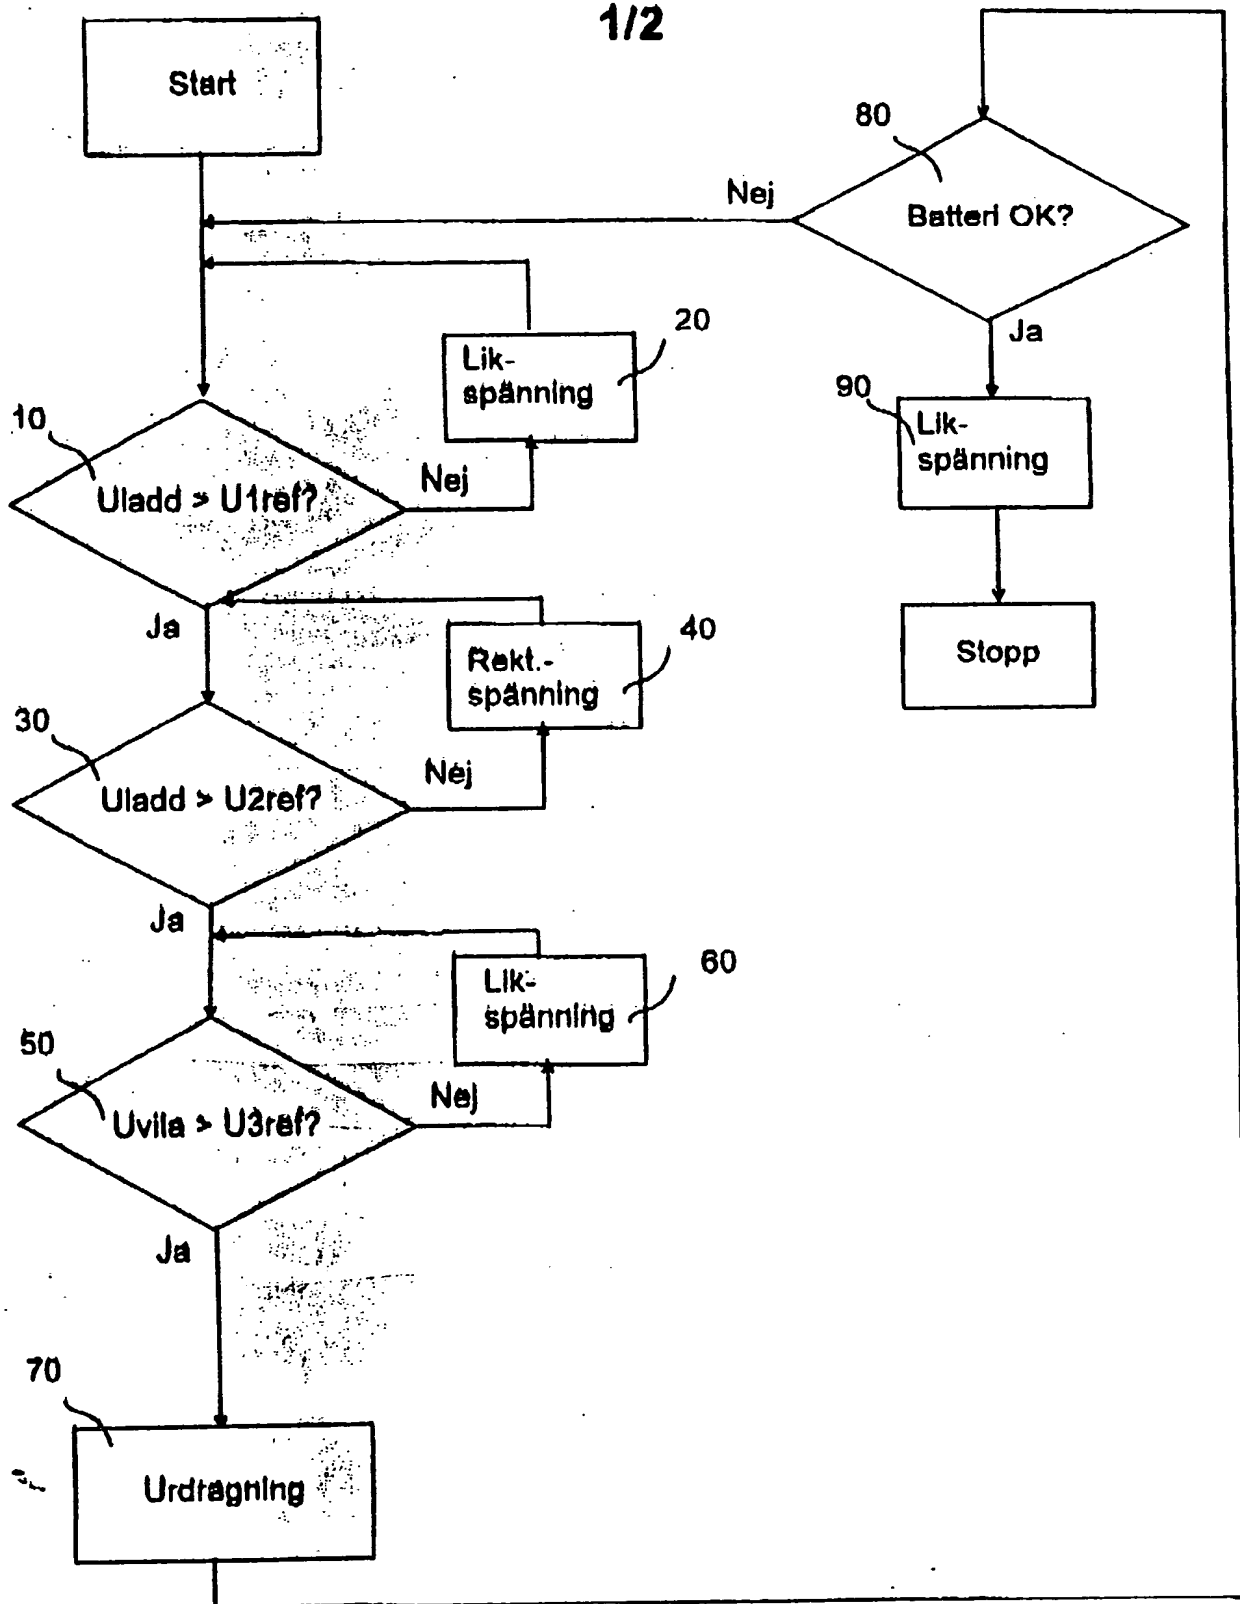 1/2
Start
80
Nej
Batteri OK?
Ja
20
Lik-
spänning
90
Lik-
spänning
10
Uladd > U1ref?
Nej
Ja
Stopp
40
Rekt.-
spänning
30
Uladd > U2ref?
Nej
Ja
60
Lik-
spänning
50
Uvila > U3ref?
Nej
Ja
70
Urdragning